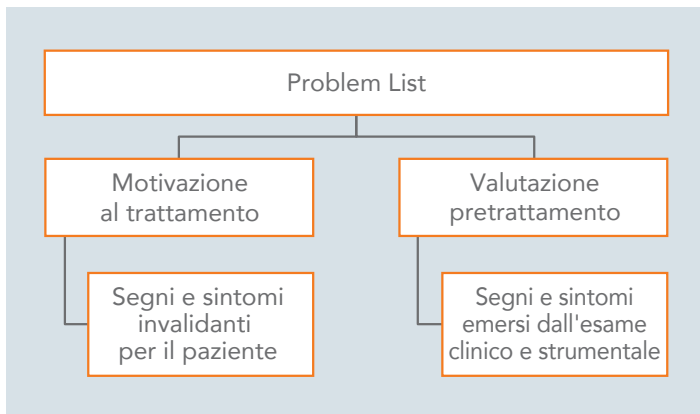 Problem List
Motivazione
al trattamento
Valutazione
pretrattamento
Segni e sintomi
invalidanti
per il paziente
Segni e sintomi
emersi dall'esame
clinico e strumentale